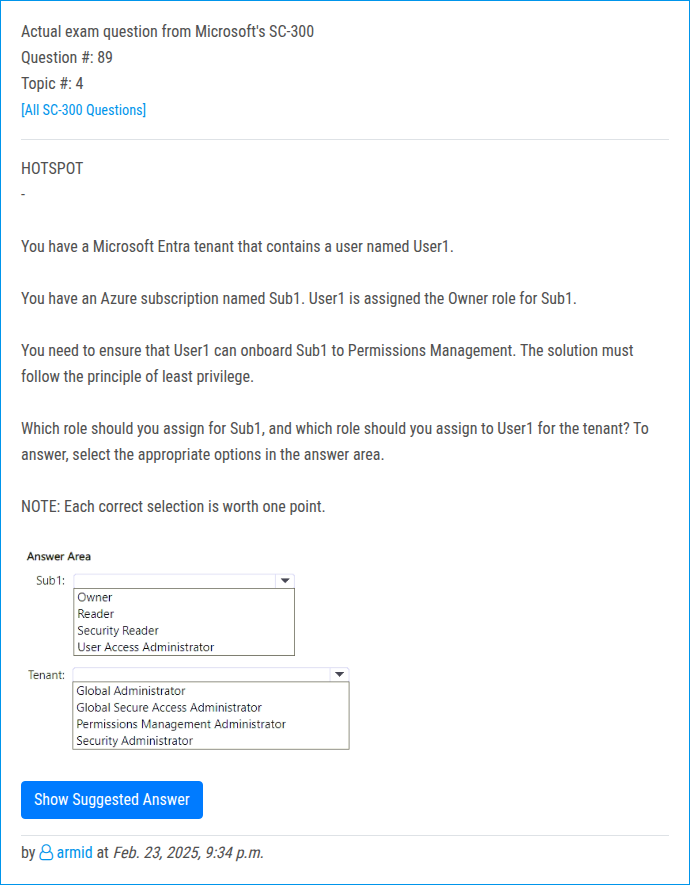 Actual exam question from Microsoft's SC-300
Question #: 89
Topic #: 4
[All SC-300 Questions]
HOTSPOT
-
You have a Microsoft Entra tenant that contains a user named User1.
You have an Azure subscription named Sub1. User1 is assigned the Owner role for Sub1.
You need to ensure that User1 can onboard Sub1 to Permissions Management. The solution must
follow the principle of least privilege.
Which role should you assign for Sub1, and which role should you assign to User1 for the tenant? To
answer, select the appropriate options in the answer area.
NOTE: Each correct selection is worth one point.
Answer Area
Sub1:
Owner
Reader
Security Reader
User Access Administrator
Tenant:
Global Administrator
Global Secure Access Administrator
Permissions Management Administrator
Security Administrator
Show Suggested Answer
by armid at Feb. 23, 2025, 9:34 p.m.